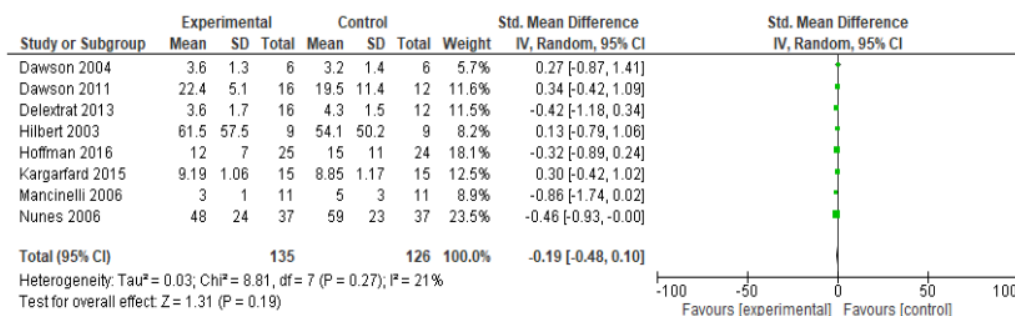 Experimental Control Std. Mean Difference Std. Mean Difference
Study or Subgroup Mean SD Total Mean SD Total Weight IV, Random, 95% CI IV, Random, 95% CI
Dawson 2004 3.6 1.3 6 3.2 1.4 6 5.7% 0.27 [-0.87, 1.41]
Dawson 2011 22.4 5.1 16 19.5 11.4 12 11.6% 0.34 [-0.42, 1.09]
Delextrat 2013 3.6 1.7 16 4.3 1.5 12 11.5% -0.42 [-1.18, 0.34]
Hilbert 2003 61.5 57.5 9 54.1 50.2 9 8.2% 0.13 [-0.79, 1.06]
Hoffman 2016 12 7 25 15 11 24 18.1% -0.32 [-0.89, 0.24]
Kargarfard 2015 9.19 1.06 15 8.85 1.17 15 12.5% 0.30 [-0.42, 1.02]
Mancinelli 2006 3 1 11 5 3 11 8.9% -0.86 [-1.74, 0.02]
Nunes 2006 48 24 37 59 23 37 23.5% -0.46 [-0.93, -0.00]
Total (95% CI) 135 126 100.0% -0.19 [-0.48, 0.10]
Heterogeneity: Tau² = 0.03; Chi² = 8.81, df = 7 (P = 0.27); I² = 21%
Test for overall effect: Z = 1.31 (P = 0.19)
-100 -50 0 50 100
Favours [experimental] Favours [control]